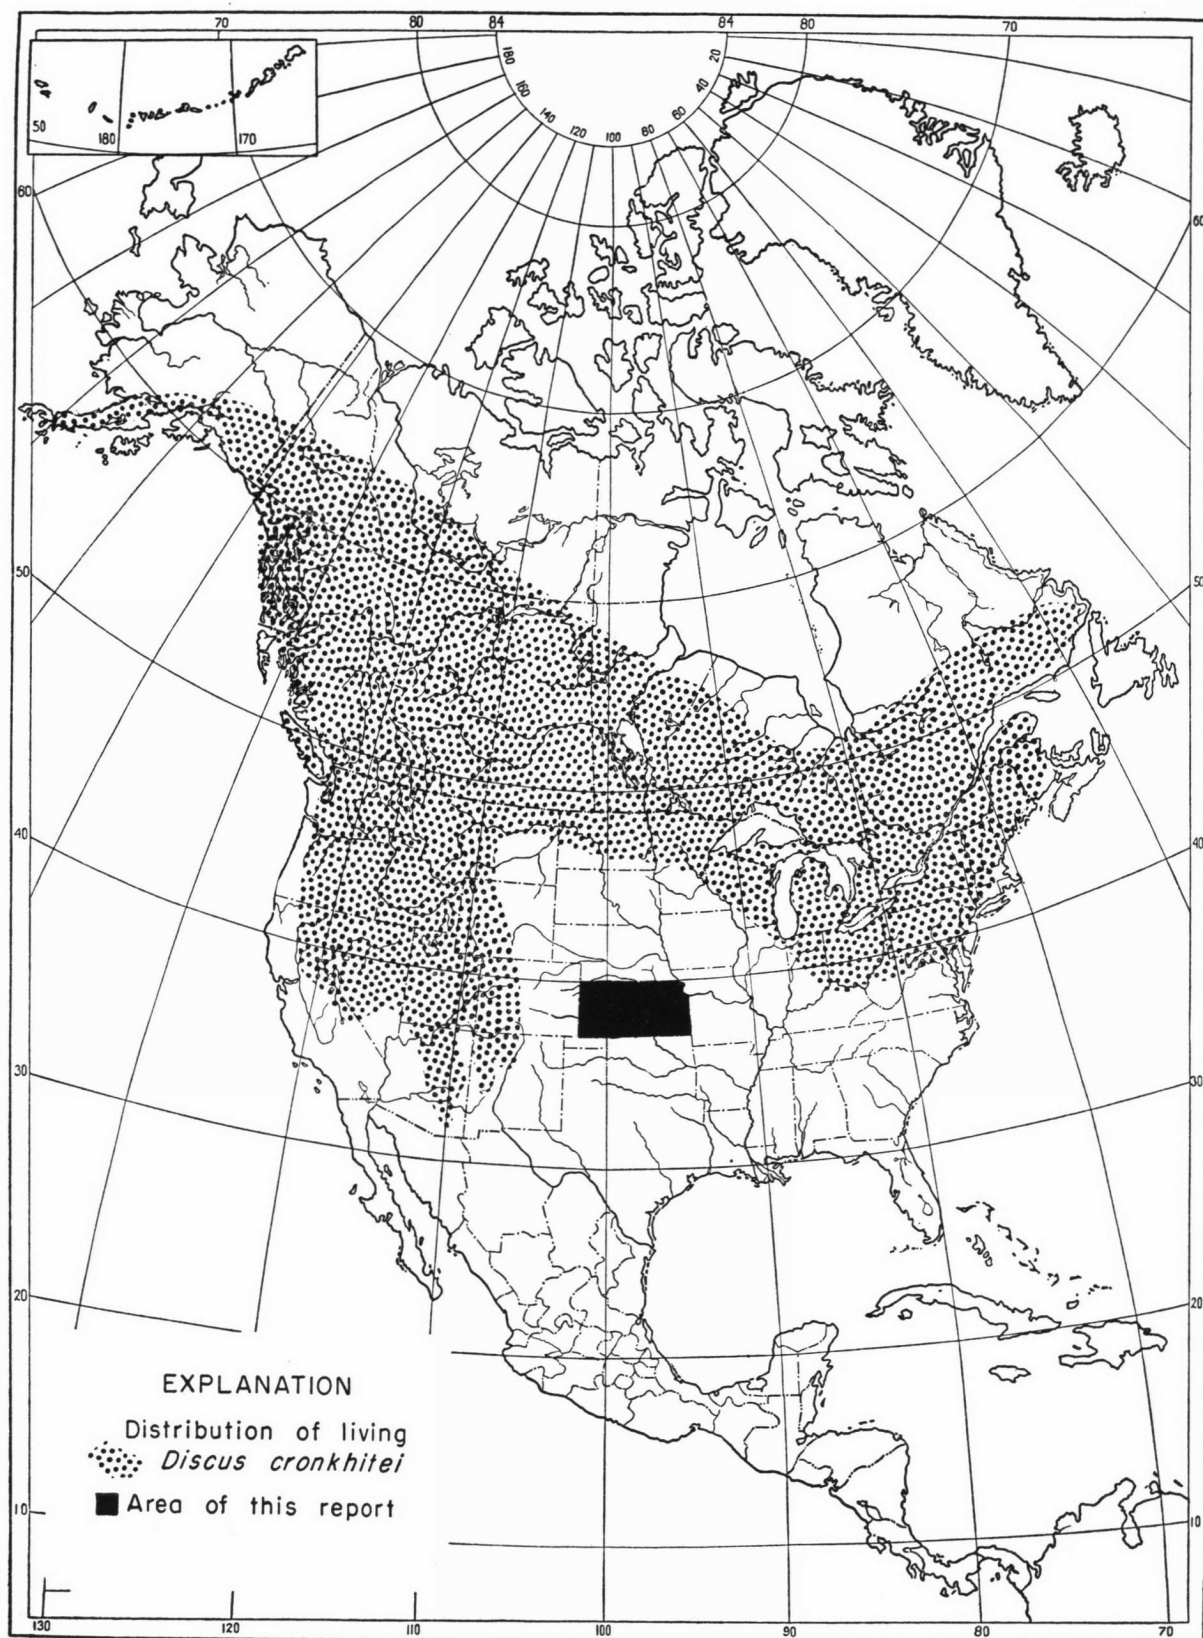 70 80 84 84 80 70
180 160 140 120 100 80 60 40 20
50 180 170
60 60
50 50
40 40
30 30
20 20
EXPLANATION
Distribution of living
Discus cronkhitei
Area of this report
10 10
130 120 110 100 90 80 70